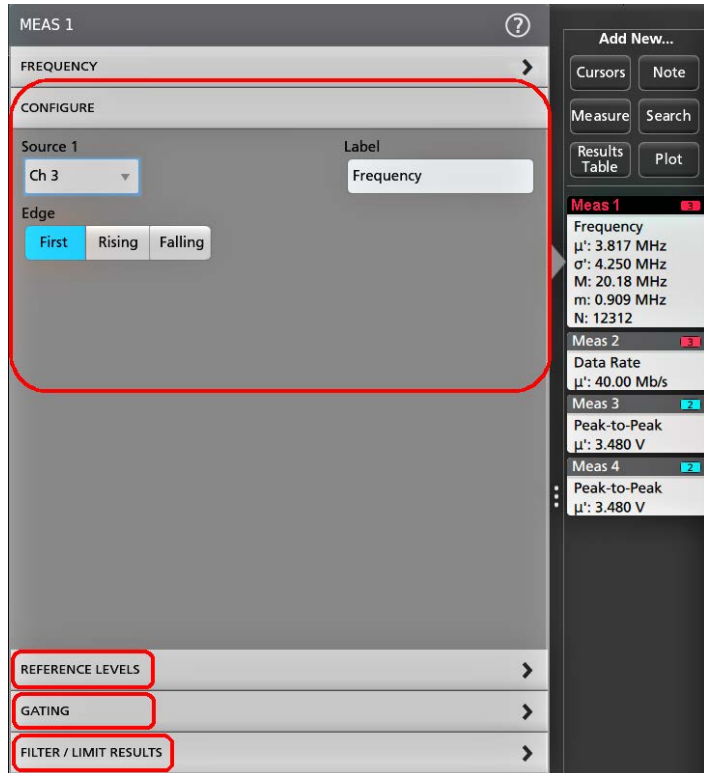 MEAS 1
?
FREQUENCY
CONFIGURE
Source 1
Label
Ch 3
Frequency
Edge
First Rising Falling
REFERENCE LEVELS
GATING
FILTER / LIMIT RESULTS
Add New...
Cursors Note
Measure Search
Results
Table
Plot
Meas 1 3
Frequency
µ': 3.817 MHz
σ': 4.250 MHz
M: 20.18 MHz
m: 0.909 MHz
N: 12312
Meas 2 3
Data Rate
µ': 40.00 Mb/s
Meas 3 2
Peak-to-Peak
µ': 3.480 V
Meas 4 2
Peak-to-Peak
µ': 3.480 V